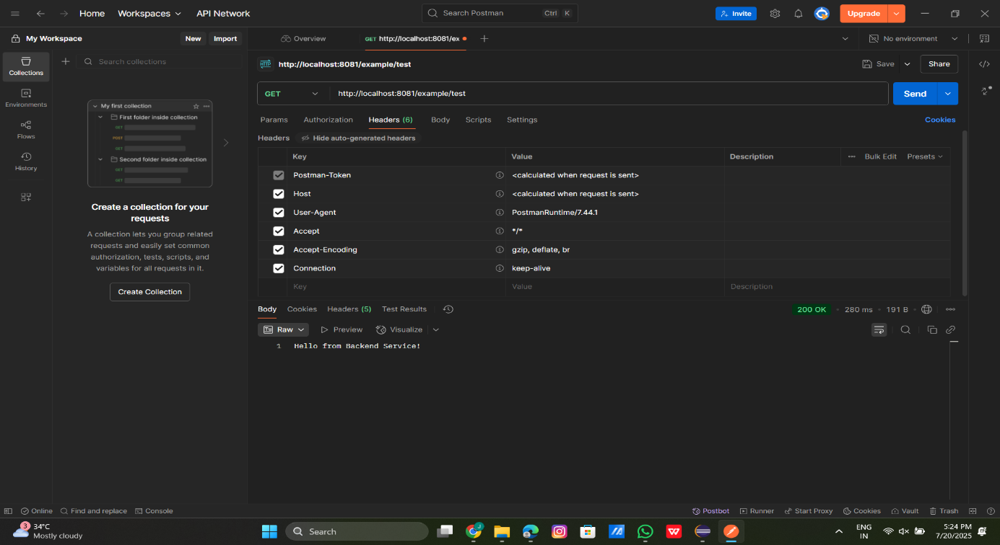 Home Workspaces API Network Search Postman Ctrl K Invite Upgrade
My Workspace New Import Overview GET http://localhost:8081/ex No environment
Collections
Environments
Flows
History
Search collections
My first collection
First folder inside collection
GET
POST
GET
Second folder inside collection
GET
GET
Create a collection for your
requests
A collection lets you group related
requests and easily set common
authorization, tests, scripts, and
variables for all requests in it.
Create Collection
HTTP http://localhost:8081/example/test Save Share
GET http://localhost:8081/example/test Send
Params Authorization Headers (6) Body Scripts Settings Cookies
Headers Hide auto-generated headers
Key Value Description Bulk Edit Presets
Postman-Token <calculated when request is sent>
Host <calculated when request is sent>
User-Agent PostmanRuntime/7.44.1
Accept */*
Accept-Encoding gzip, deflate, br
Connection keep-alive
Key Value Description
Body Cookies Headers (5) Test Results 200 OK 280 ms 191 B
Raw Preview Visualize
1 Hello from Backend Service!
Online Find and replace Console Postbot Runner Start Proxy Cookies Vault Trash
3 34°C
Mostly cloudy
Search
J
W
ENG
IN
5:24 PM
7/20/2025